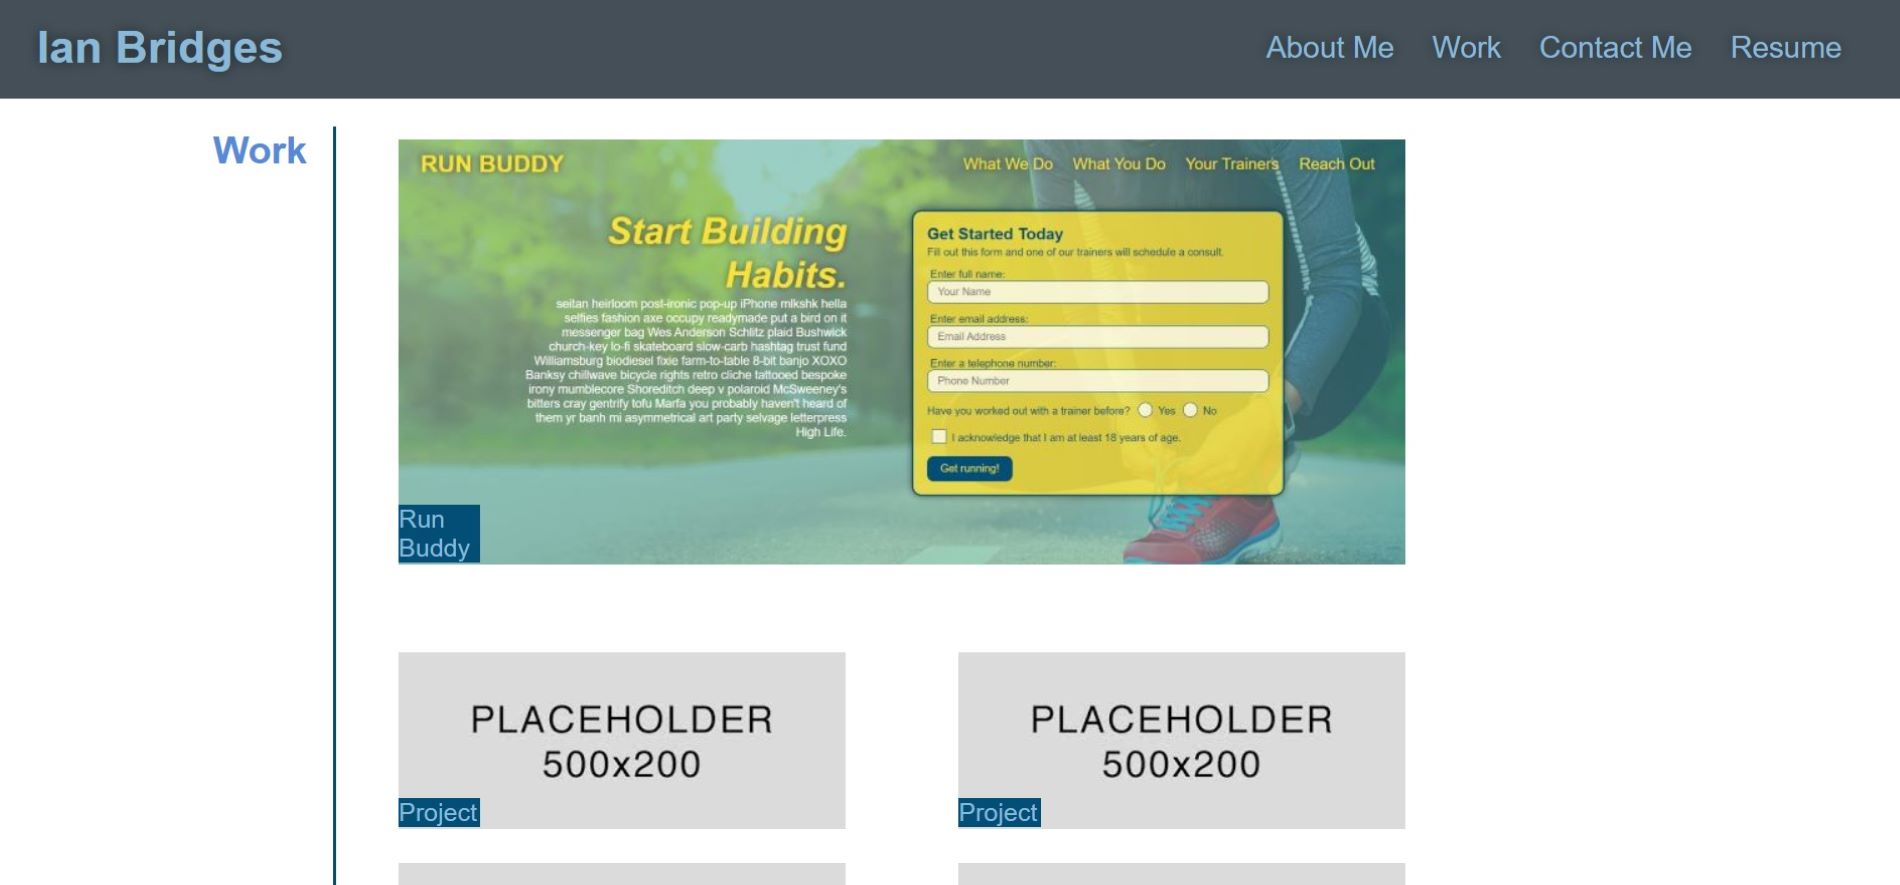 Ian Bridges
About Me Work Contact Me Resume
Work
RUN BUDDY
What We Do What You Do Your Trainers Reach Out
Start Building
Habits.
seitan heirloom post-ironic pop-up iPhone mlkshk hella
selfies fashion axe occupy readymade put a bird on it
messenger bag Wes Anderson Schlitz plaid Bushwick
church-key lo-fi skateboard slow-carb hashtag trust fund
Williamsburg biodiesel fixie farm-to-table 8-bit banjo XOXO
Banksy chillwave bicycle rights retro cliche tattooed bespoke
irony mumblecore Shoreditch deep v polaroid McSweeney's
bitters cray gentrify tofu Marfa you probably haven't heard of
them yr banh mi asymmetrical art party selvage letterpress
High Life.
Get Started Today
Fill out this form and one of our trainers will schedule a consult.
Enter full name:
Your Name
Enter email address:
Email Address
Enter a telephone number:
Phone Number
Have you worked out with a trainer before? Yes No
I acknowledge that I am at least 18 years of age.
Get running!
Run
Buddy
PLACEHOLDER
500x200
Project
PLACEHOLDER
500x200
Project